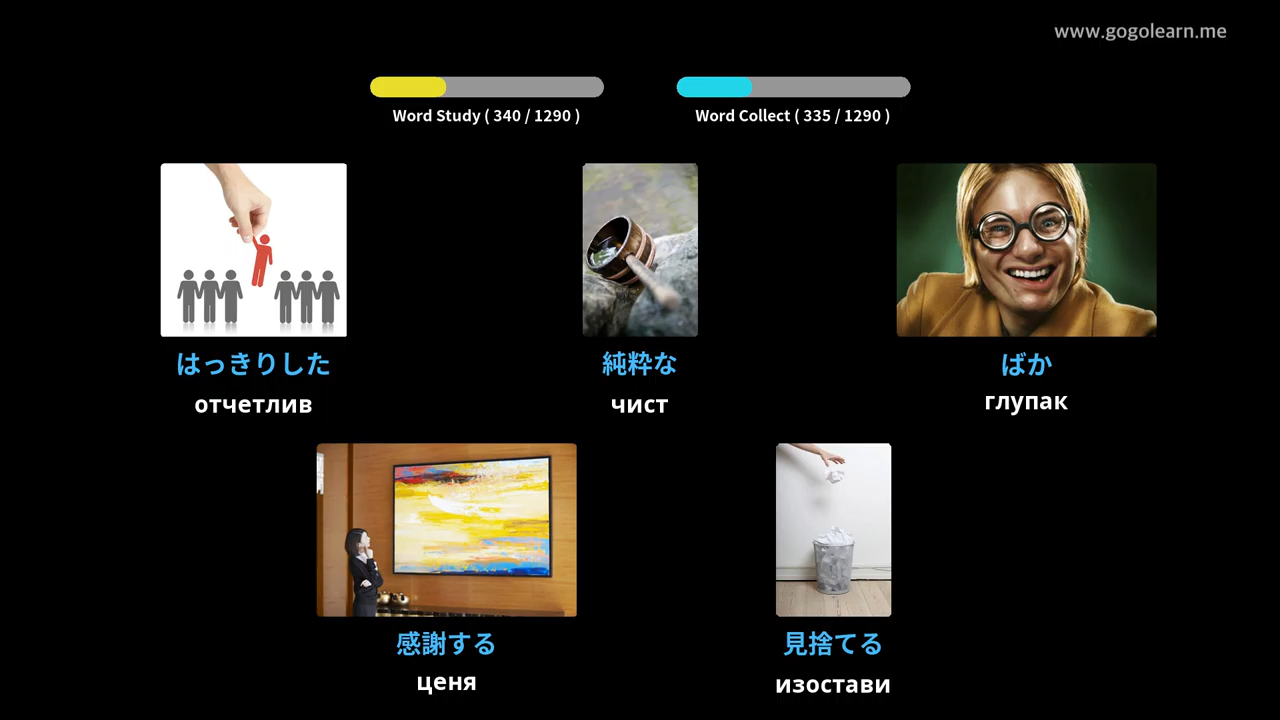 www.gogolearn.me
Word Study ( 340 / 1290 )
Word Collect ( 335 / 1290 )
はっきりした
отчетлив
純粋な
чист
ばか
глупак
感謝する
ценя
見捨てる
изостави